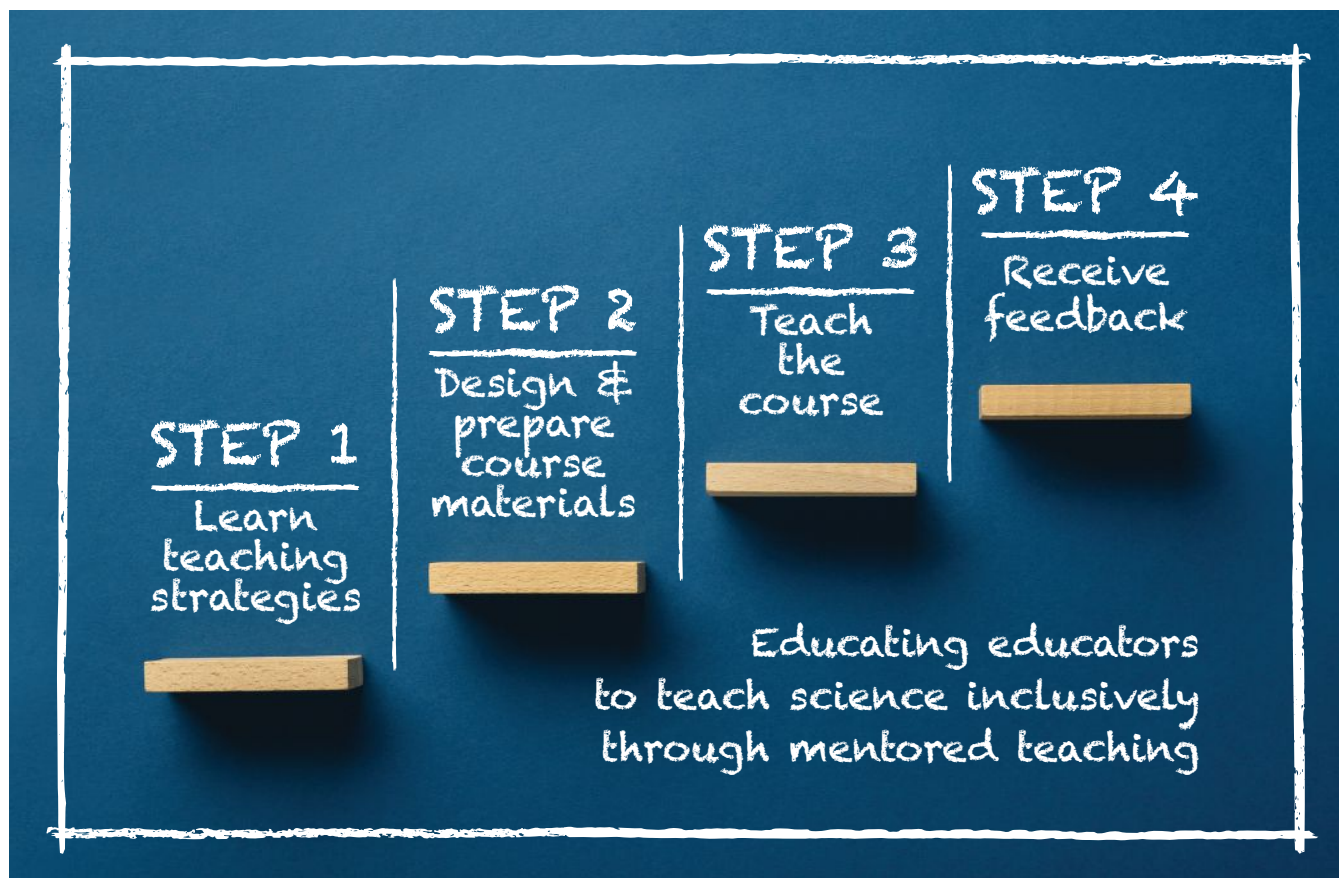 STEP 1
Learn
teaching
strategies
STEP 2
Design &
prepare
course
materials
STEP 3
Teach
the
course
STEP 4
Receive
feedback
Educating educators
to teach science inclusively
through mentored teaching